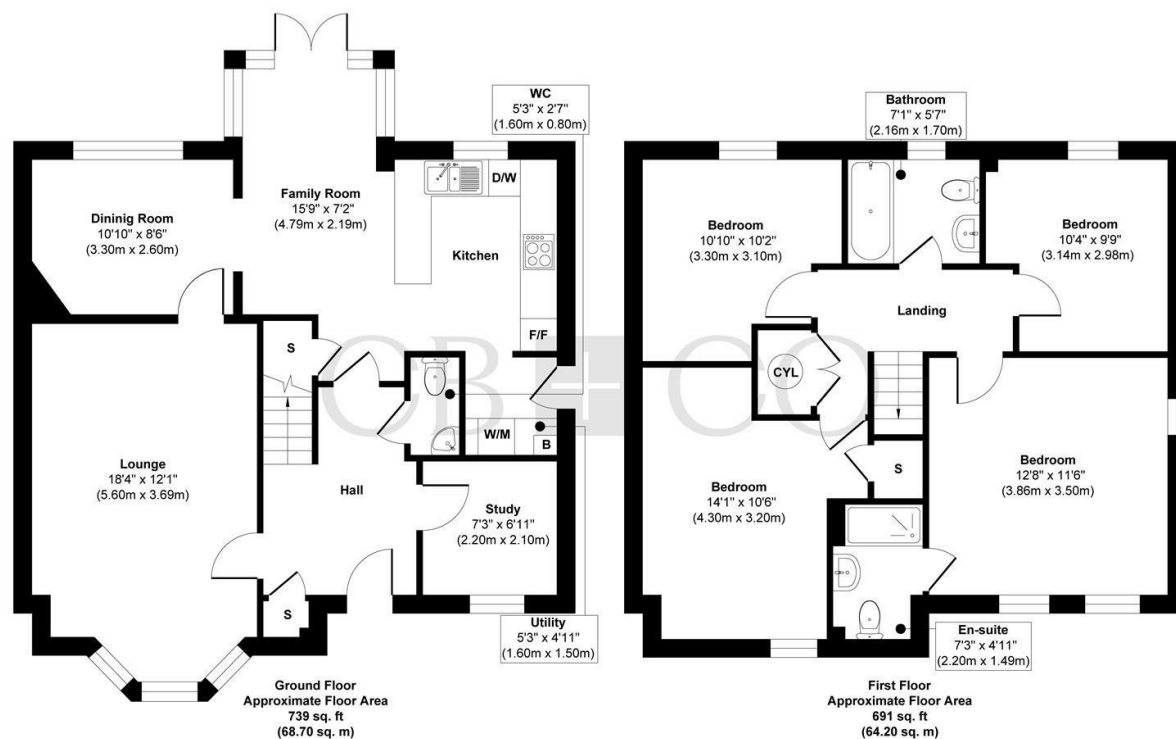 WC
5'3" x 2'7"
(1.60m x 0.80m)
Bathroom
7'1" x 5'7"
(2.16m x 1.70m)
D/W
Family Room
15'9" x 7'2"
(4.79m x 2.19m)
Dininig Room
10'10" x 8'6"
(3.30m x 2.60m)
Kitchen
F/F
S
W/M
B
Lounge
18'4" x 12'1"
(5.60m x 3.69m)
Hall
Study
7'3" x 6'11"
(2.20m x 2.10m)
S
Utility
5'3" x 4'11"
(1.60m x 1.50m)
Ground Floor
Approximate Floor Area
739 sq. ft
(68.70 sq. m)
Bedroom
10'10" x 10'2"
(3.30m x 3.10m)
Bedroom
10'4" x 9'9"
(3.14m x 2.98m)
Landing
CYL
S
Bedroom
14'1" x 10'6"
(4.30m x 3.20m)
Bedroom
12'8" x 11'6"
(3.86m x 3.50m)
En-suite
7'3" x 4'11"
(2.20m x 1.49m)
First Floor
Approximate Floor Area
691 sq. ft
(64.20 sq. m)
CB + CO